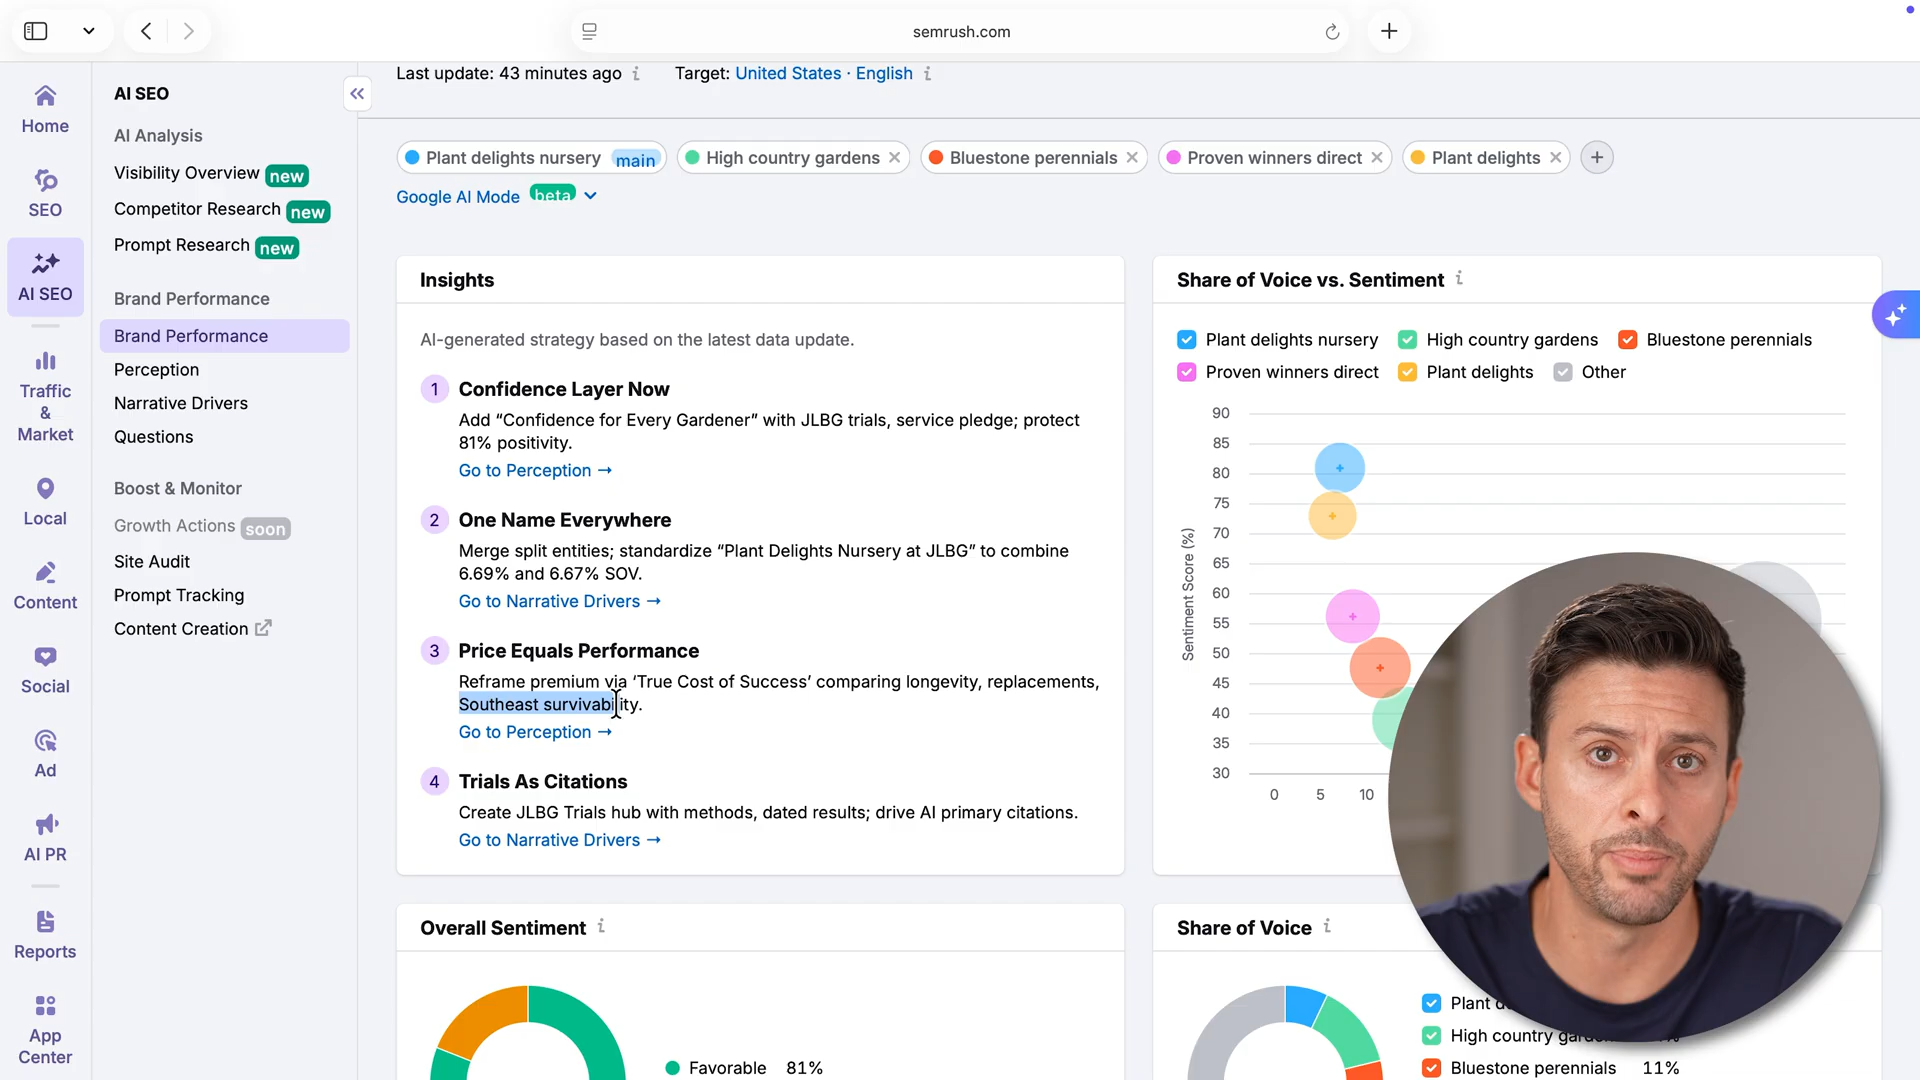 semrush.com
Home
SEO
AI SEO
Traffic
&
Market
Local
Content
Social
Ad
AI PR
Reports
App
Center
AI SEO
AI Analysis
Visibility Overview new
Competitor Research new
Prompt Research new
Brand Performance
Brand Performance
Perception
Narrative Drivers
Questions
Boost & Monitor
Growth Actions soon
Site Audit
Prompt Tracking
Content Creation
Last update: 43 minutes ago i Target: United States · English i
Plant delights nursery main High country gardens Bluestone perennials Proven winners direct Plant delights
Google AI Mode beta
Insights
AI-generated strategy based on the latest data update.
1 Confidence Layer Now
Add “Confidence for Every Gardener” with JLBG trials, service pledge; protect
81% positivity.
Go to Perception →
2 One Name Everywhere
Merge split entities; standardize “Plant Delights Nursery at JLBG” to combine
6.69% and 6.67% SOV.
Go to Narrative Drivers →
3 Price Equals Performance
Reframe premium via ‘True Cost of Success’ comparing longevity, replacements,
Southeast survivability.
Go to Perception →
4 Trials As Citations
Create JLBG Trials hub with methods, dated results; drive AI primary citations.
Go to Narrative Drivers →
Share of Voice vs. Sentiment i
Plant delights nursery High country gardens Bluestone perennials
Proven winners direct Plant delights Other
Sentiment Score (%)
90
85
80
75
70
65
60
55
50
45
40
35
30
0 5 10
Overall Sentiment i
Favorable 81%
Share of Voice i
Plant
High country
Bluestone perennials 11%